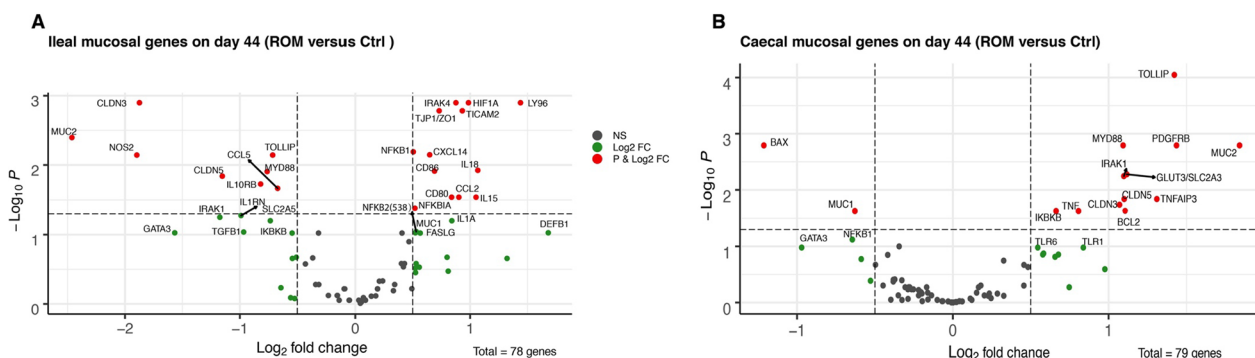 A
Ileal mucosal genes on day 44 (ROM versus Ctrl )
3
CLDN3
IRAK4
HIF1A
LY96
TJP1/ZO1
TICAM2
MUC2
NOS2
CCL5
TOLLIP
NFKB1
CXCL14
2
CLDN5
MYD88
CD86
IL18
IL10RB
CD80
CCL2
IL15
IL1RN
NFKB2(538)
NFKBIA
IRAK1
SLC2A5
MUC1
IL1A
GATA3
TGFB1
IKBKB
FASLG
DEFB1
1
0
−Log10 P
−2
−1
0
1
Log2 fold change
Total = 78 genes
NS
Log2 FC
P & Log2 FC
B
Caecal mucosal genes on day 44 (ROM versus Ctrl)
4
TOLLIP
3
BAX
MYD88
PDGFRB
MUC2
IRAK1
GLUT3/SLC2A3
2
MUC1
CLDN5
CLDN3
TNFAIP3
IKBKB
TNF
BCL2
GATA3
NFKB1
TLR6
TLR1
1
0
−Log10 P
−1
0
1
Log2 fold change
Total = 79 genes